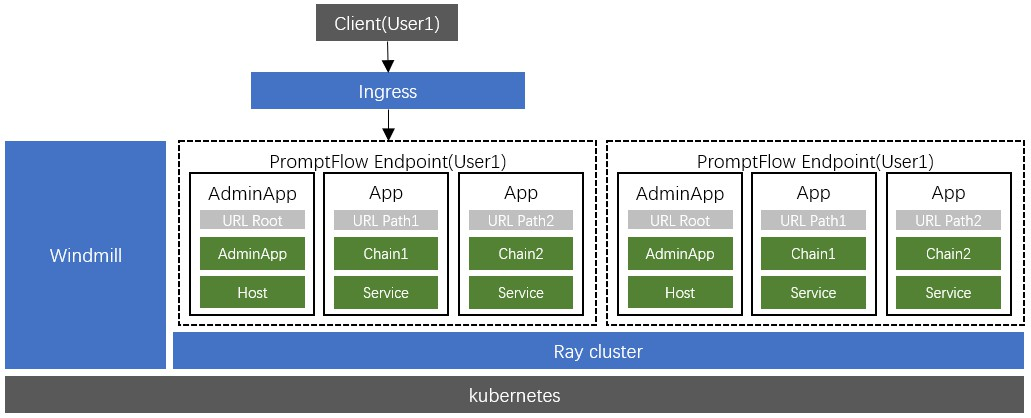 Client(User1)
Ingress
Windmill
PromptFlow Endpoint(User1)
AdminApp
URL Root
AdminApp
Host
App
URL Path1
Chain1
Service
App
URL Path2
Chain2
Service
PromptFlow Endpoint(User1)
AdminApp
URL Root
AdminApp
Host
App
URL Path1
Chain1
Service
App
URL Path2
Chain2
Service
Ray cluster
kubernetes